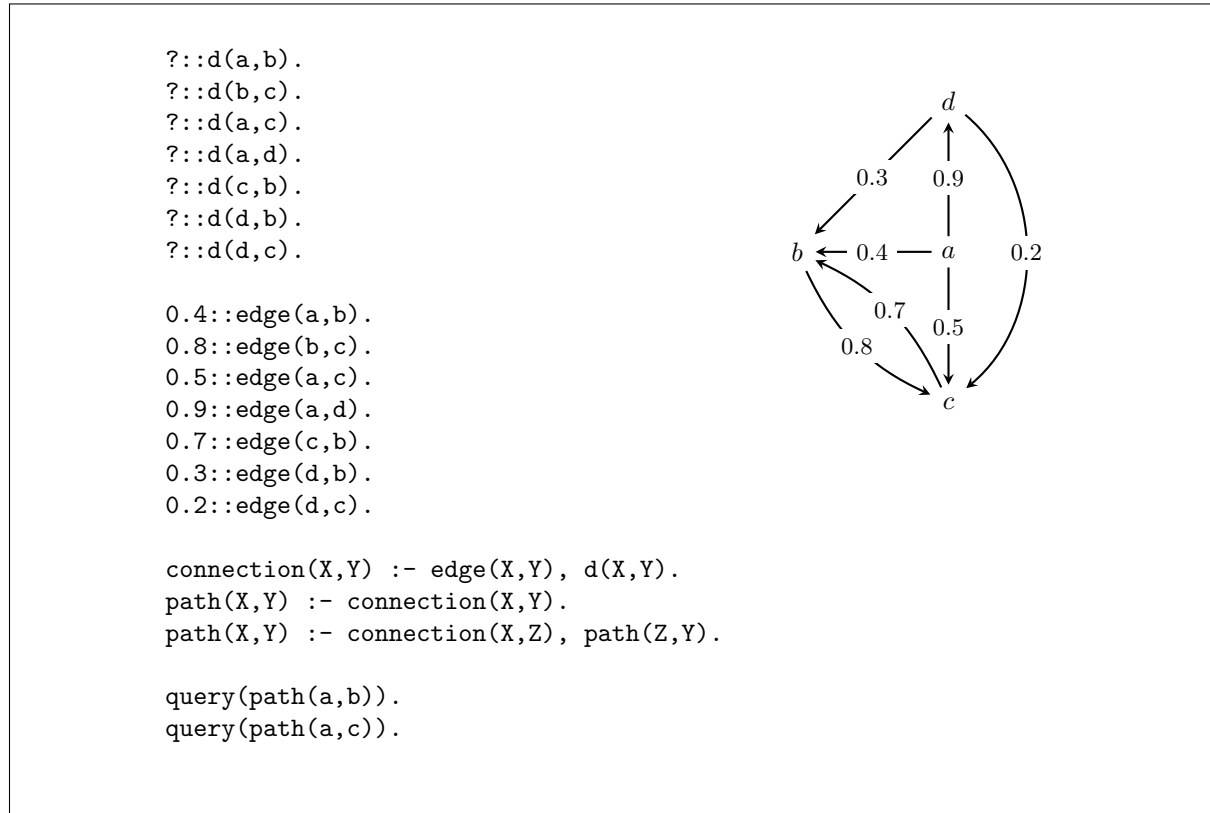 ?::d(a,b).
?::d(b,c).
?::d(a,c).
?::d(a,d).
?::d(c,b).
?::d(d,b).
?::d(d,c).
0.4::edge(a,b).
0.8::edge(b,c).
0.5::edge(a,c).
0.9::edge(a,d).
0.7::edge(c,b).
0.3::edge(d,b).
0.2::edge(d,c).
connection(X,Y) :- edge(X,Y), d(X,Y).
path(X,Y) :- connection(X,Y).
path(X,Y) :- connection(X,Z), path(Z,Y).
query(path(a,b)).
query(path(a,c)).
d
0.3 0.9
b 0.4 a 0.2
0.7
0.5
0.8
c